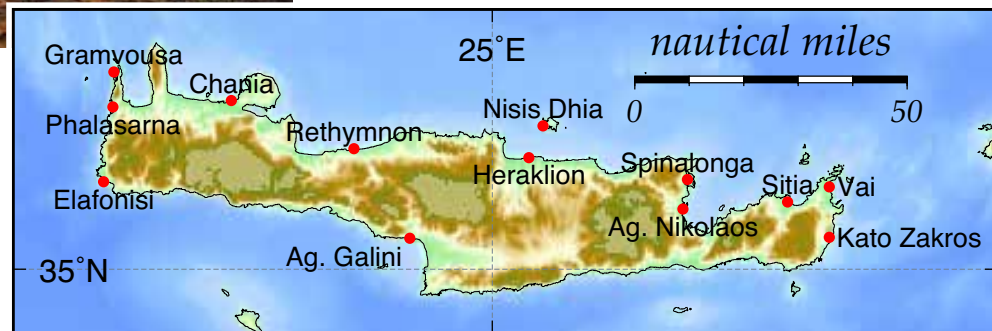 25°E
nautical miles
0
50
Gramvousa
Chania
Phalasarna
Rethymnon
Nisis Dhia
Heraklion
Spinalonga
Sitia
Vai
Elafonisi
Ag. Nikolaos
Kato Zakros
Ag. Galini
35°N